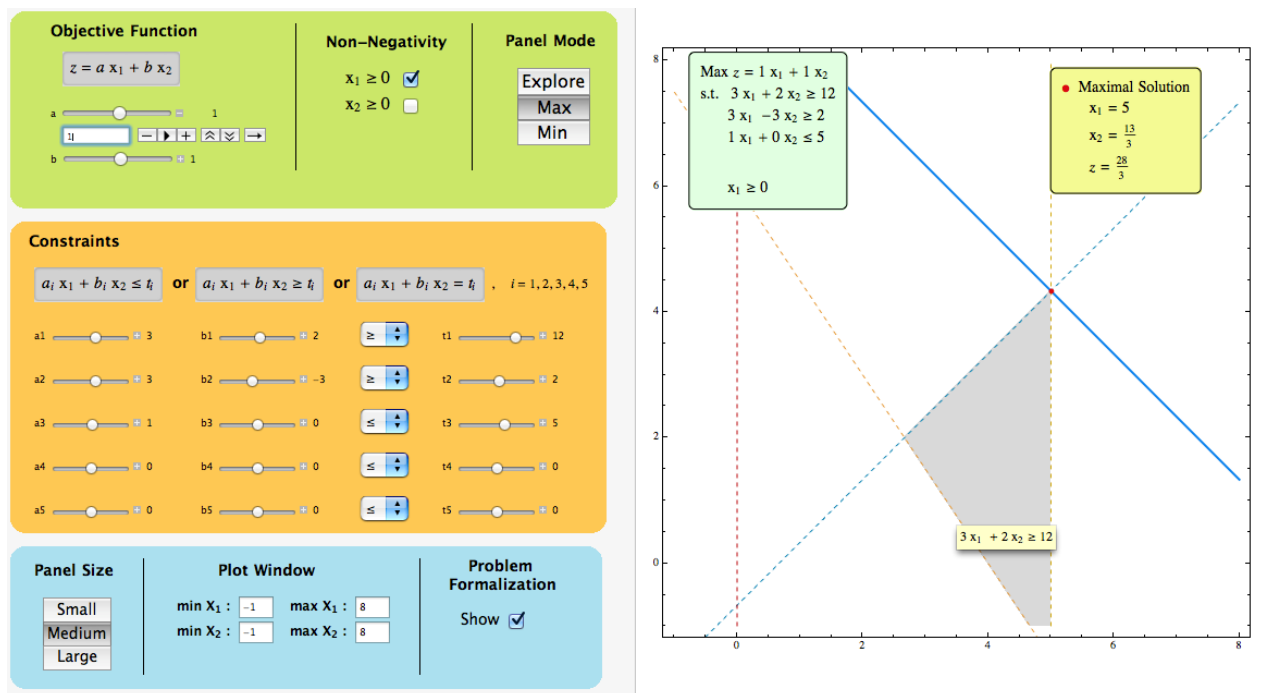 Objective Function
z = a x₁ + b x₂
a 1
1
b 1
Non-Negativity
x₁ ≥ 0
x₂ ≥ 0
Panel Mode
Explore
Max
Min
Constraints
aᵢ x₁ + bᵢ x₂ ≤ tᵢ or aᵢ x₁ + bᵢ x₂ ≥ tᵢ or aᵢ x₁ + bᵢ x₂ = tᵢ , i = 1, 2, 3, 4, 5
a1 3 b1 2 ≥ t1 12
a2 3 b2 -3 ≥ t2 2
a3 1 b3 0 ≤ t3 5
a4 0 b4 0 ≤ t4 0
a5 0 b5 0 ≤ t5 0
Panel Size
Small
Medium
Large
Plot Window
min X₁ : -1 max X₁ : 8
min X₂ : -1 max X₂ : 8
Problem
Formalization
Show
Max z = 1 x₁ + 1 x₂
s.t. 3 x₁ + 2 x₂ ≥ 12
3 x₁ -3 x₂ ≥ 2
1 x₁ + 0 x₂ ≤ 5
x₁ ≥ 0
Maximal Solution
x₁ = 5
x₂ = 13/3
z = 28/3
3 x₁ + 2 x₂ ≥ 12
8
6
4
2
0
0 2 4 6 8